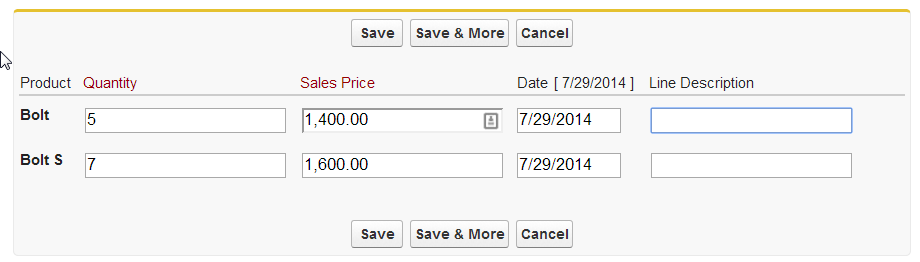 Save Save & More Cancel
Product Quantity Sales Price Date [ 7/29/2014 ] Line Description
Bolt 5 1,400.00 7/29/2014
Bolt S 7 1,600.00 7/29/2014
Save Save & More Cancel